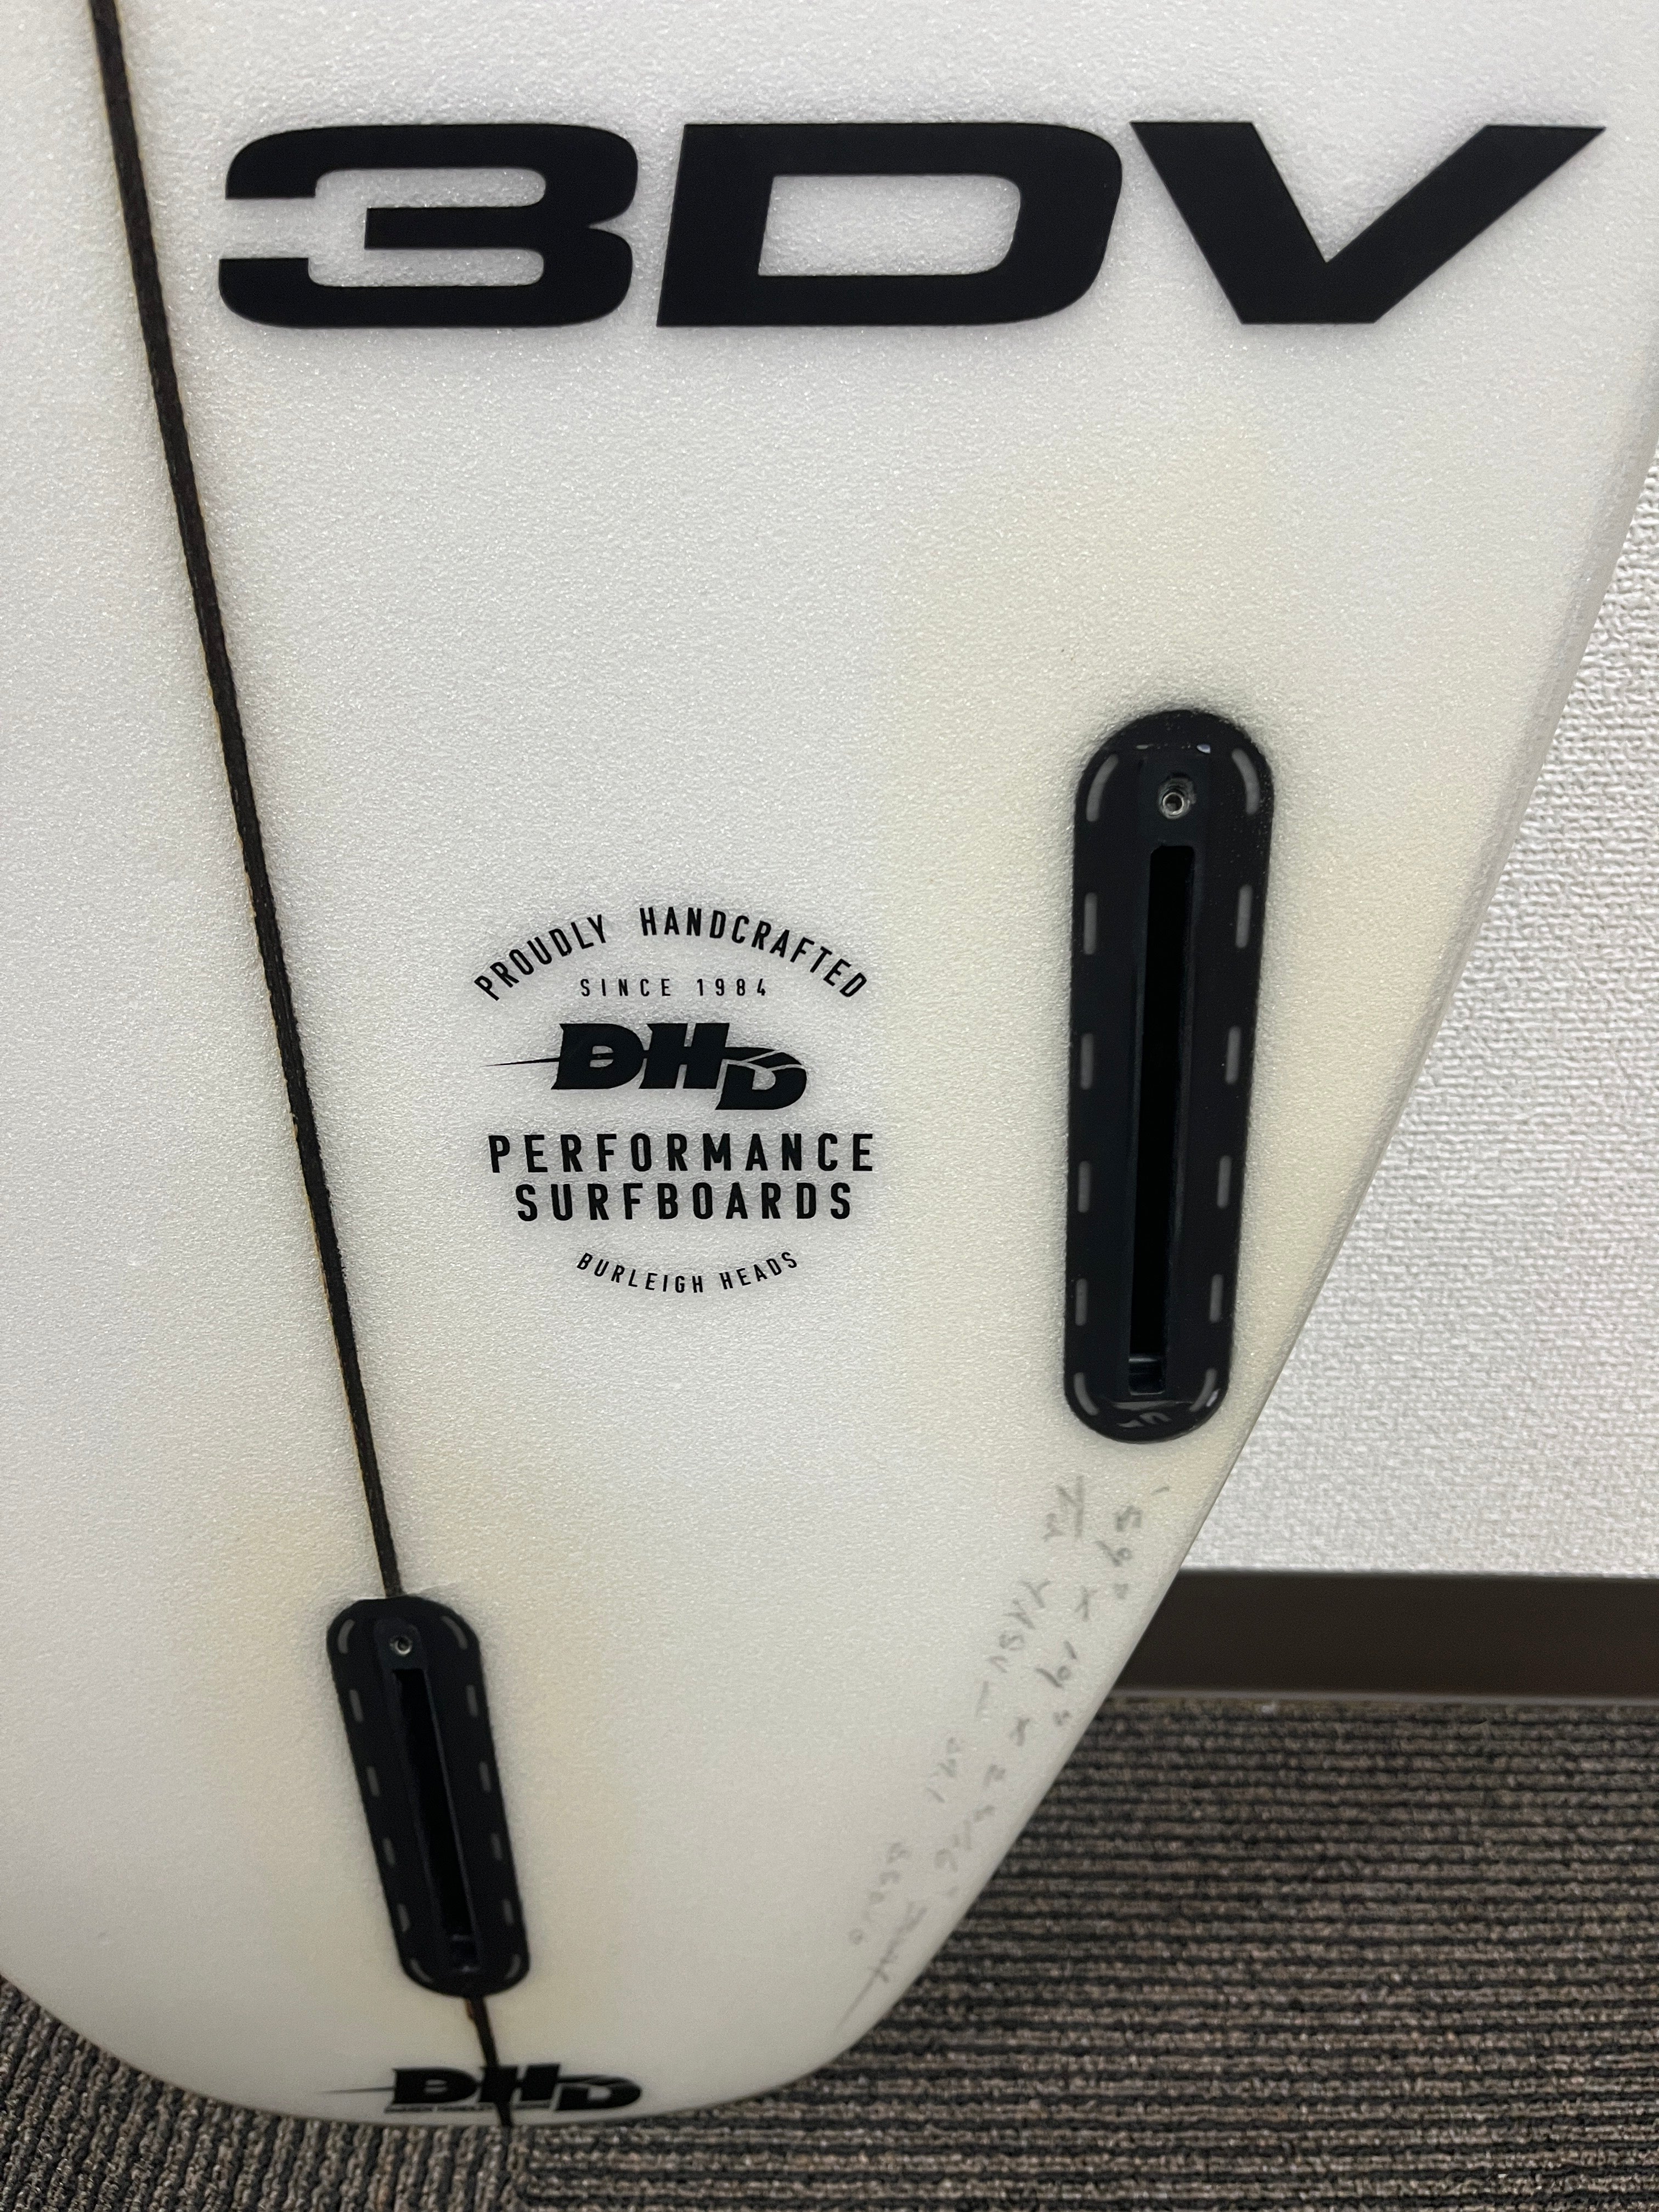 3DV
PROUDLY HANDCRAFTED
SINCE 1984
DHD
PERFORMANCE
SURFBOARDS
BURLEIGH HEADS
DHD